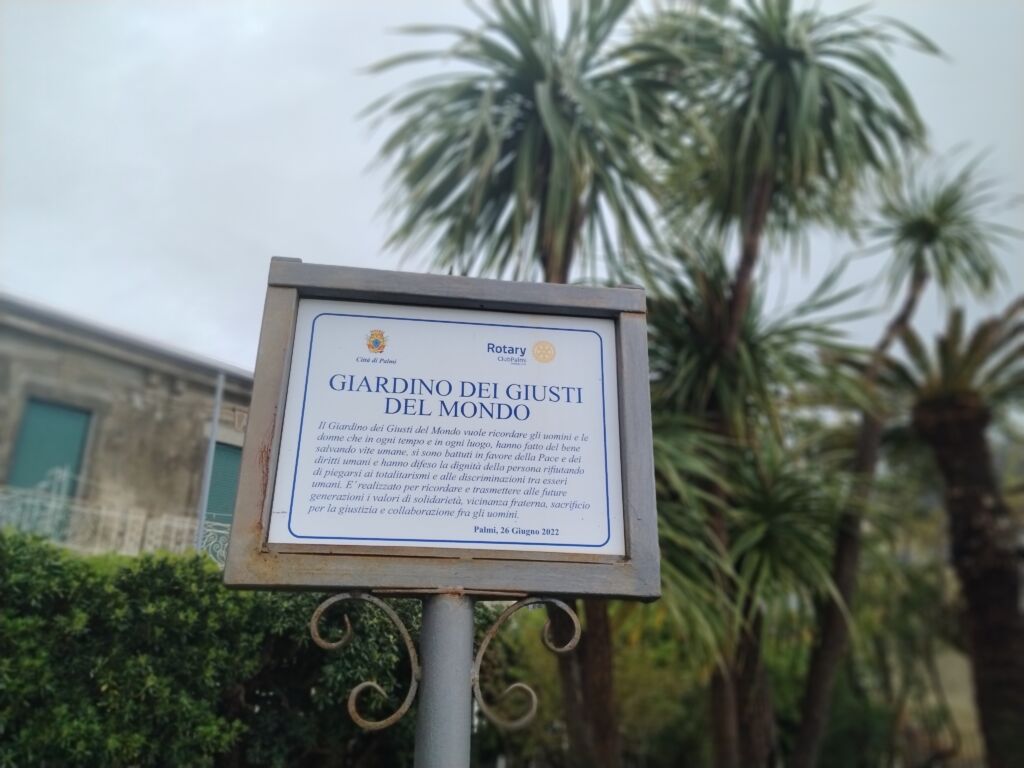 Città di Palmi
Rotary
Club Palmi
GIARDINO DEI GIUSTI
DEL MONDO
Il Giardino dei Giusti del Mondo vuole ricordare gli uomini e le
donne che in ogni tempo e in ogni luogo, hanno fatto del bene
salvando vite umane, si sono battuti in favore della Pace e dei
diritti umani e hanno difeso la dignità della persona rifiutando
di piegarsi ai totalitarismi e alle discriminazioni tra esseri
umani. E' realizzato per ricordare e trasmettere alle future
generazioni i valori di solidarietà, vicinanza fraterna, sacrificio
per la giustizia e collaborazione fra gli uomini.
Palmi, 26 Giugno 2022